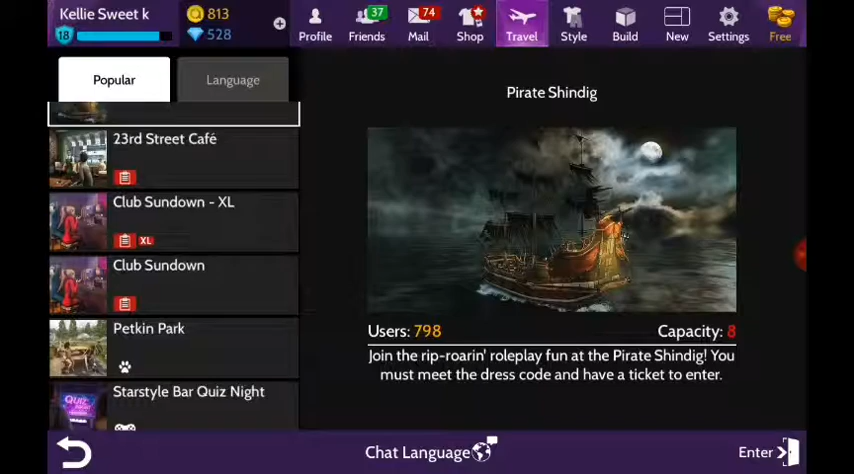 Kellie Sweet k
18
813
528
Profile
37
Friends
74
Mail
Shop
Travel
Style
Build
New
Settings
Free
Popular
Language
23rd Street Café
Club Sundown - XL
XL
Club Sundown
Petkin Park
Starstyle Bar Quiz Night
QUIZ
Pirate Shindig
Users: 798
Capacity: 8
Join the rip-roarin' roleplay fun at the Pirate Shindig! You
must meet the dress code and have a ticket to enter.
Chat Language
Enter